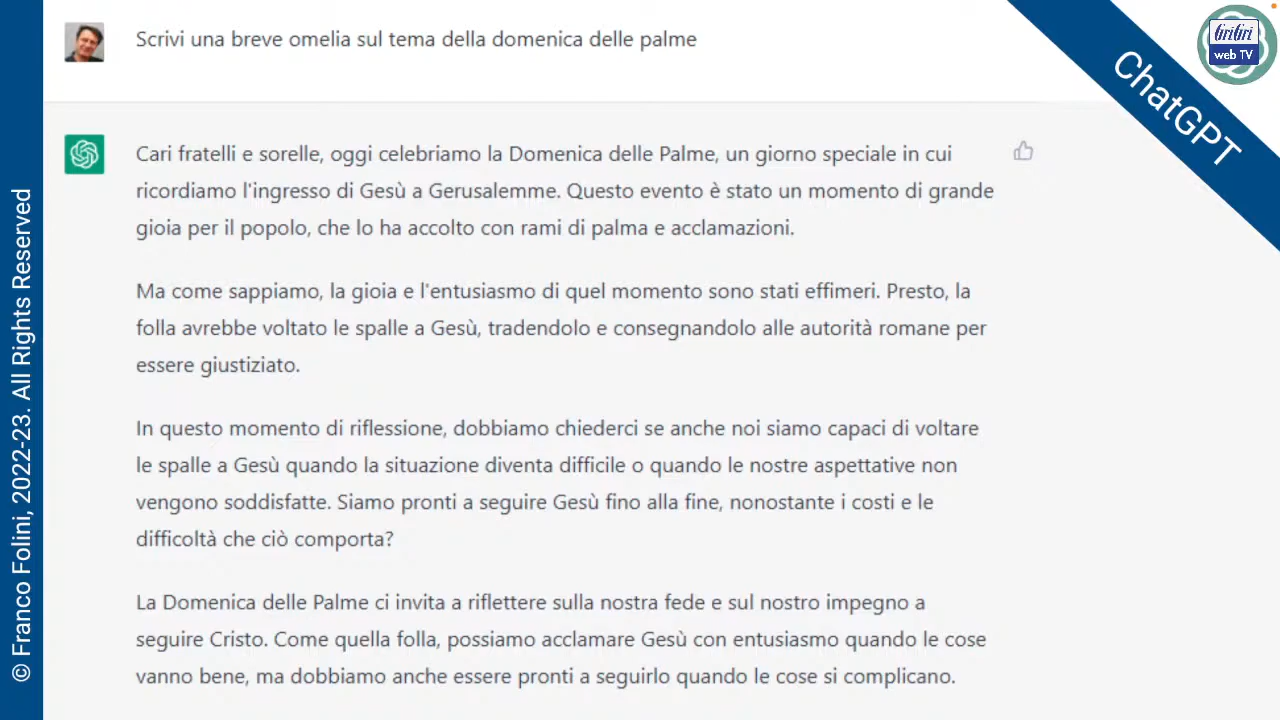 Scrivi una breve omelia sul tema della domenica delle palme
Cari fratelli e sorelle, oggi celebriamo la Domenica delle Palme, un giorno speciale in cui
ricordiamo l'ingresso di Gesù a Gerusalemme. Questo evento è stato un momento di grande
gioia per il popolo, che lo ha accolto con rami di palma e acclamazioni.
Ma come sappiamo, la gioia e l'entusiasmo di quel momento sono stati effimeri. Presto, la
folla avrebbe voltato le spalle a Gesù, tradendolo e consegnandolo alle autorità romane per
essere giustiziato.
In questo momento di riflessione, dobbiamo chiederci se anche noi siamo capaci di voltare
le spalle a Gesù quando la situazione diventa difficile o quando le nostre aspettative non
vengono soddisfatte. Siamo pronti a seguire Gesù fino alla fine, nonostante i costi e le
difficoltà che ciò comporta?
La Domenica delle Palme ci invita a riflettere sulla nostra fede e sul nostro impegno a
seguire Cristo. Come quella folla, possiamo acclamare Gesù con entusiasmo quando le cose
vanno bene, ma dobbiamo anche essere pronti a seguirlo quando le cose si complicano.
ChatGPT
GriGri
web TV
© Franco Folini, 2022-23. All Rights Reserved